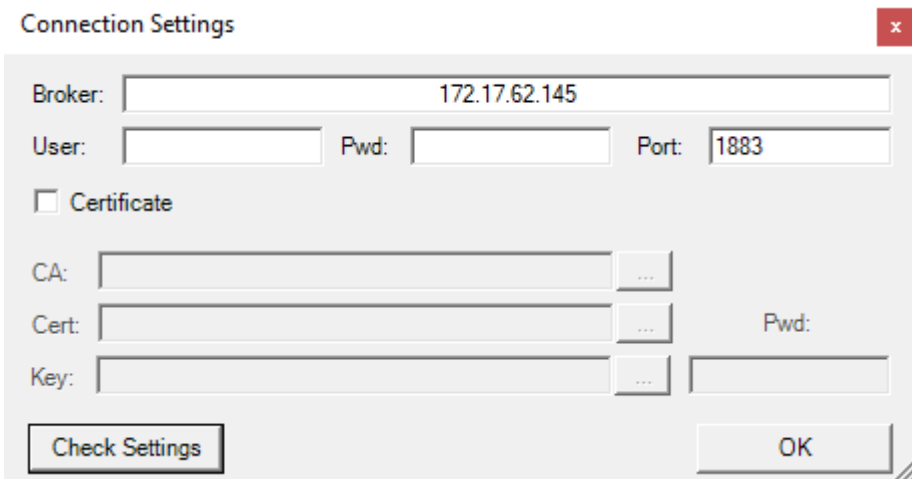 Connection Settings x
Broker: 172.17.62.145
User: Pwd: Port: 1883
Certificate
CA: ...
Cert: ... Pwd:
Key: ...
Check Settings OK